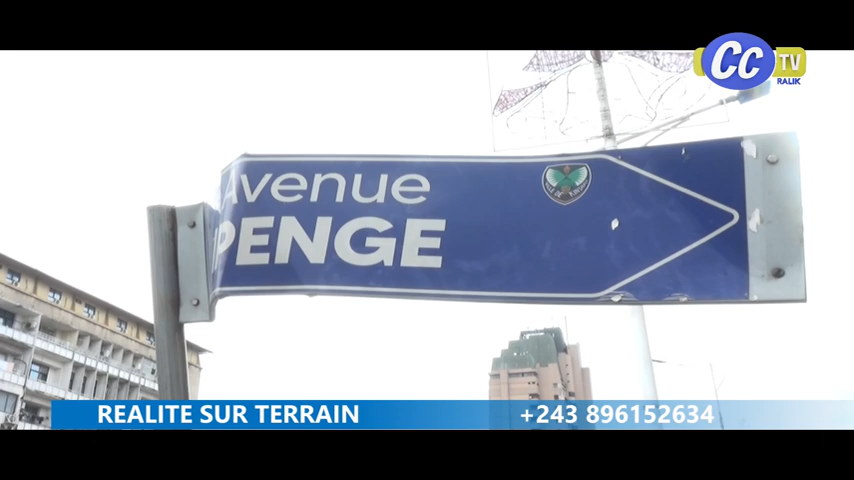 CC TV
RALIK
Avenue
PENGE
REALITE SUR TERRAIN
+243 896152634